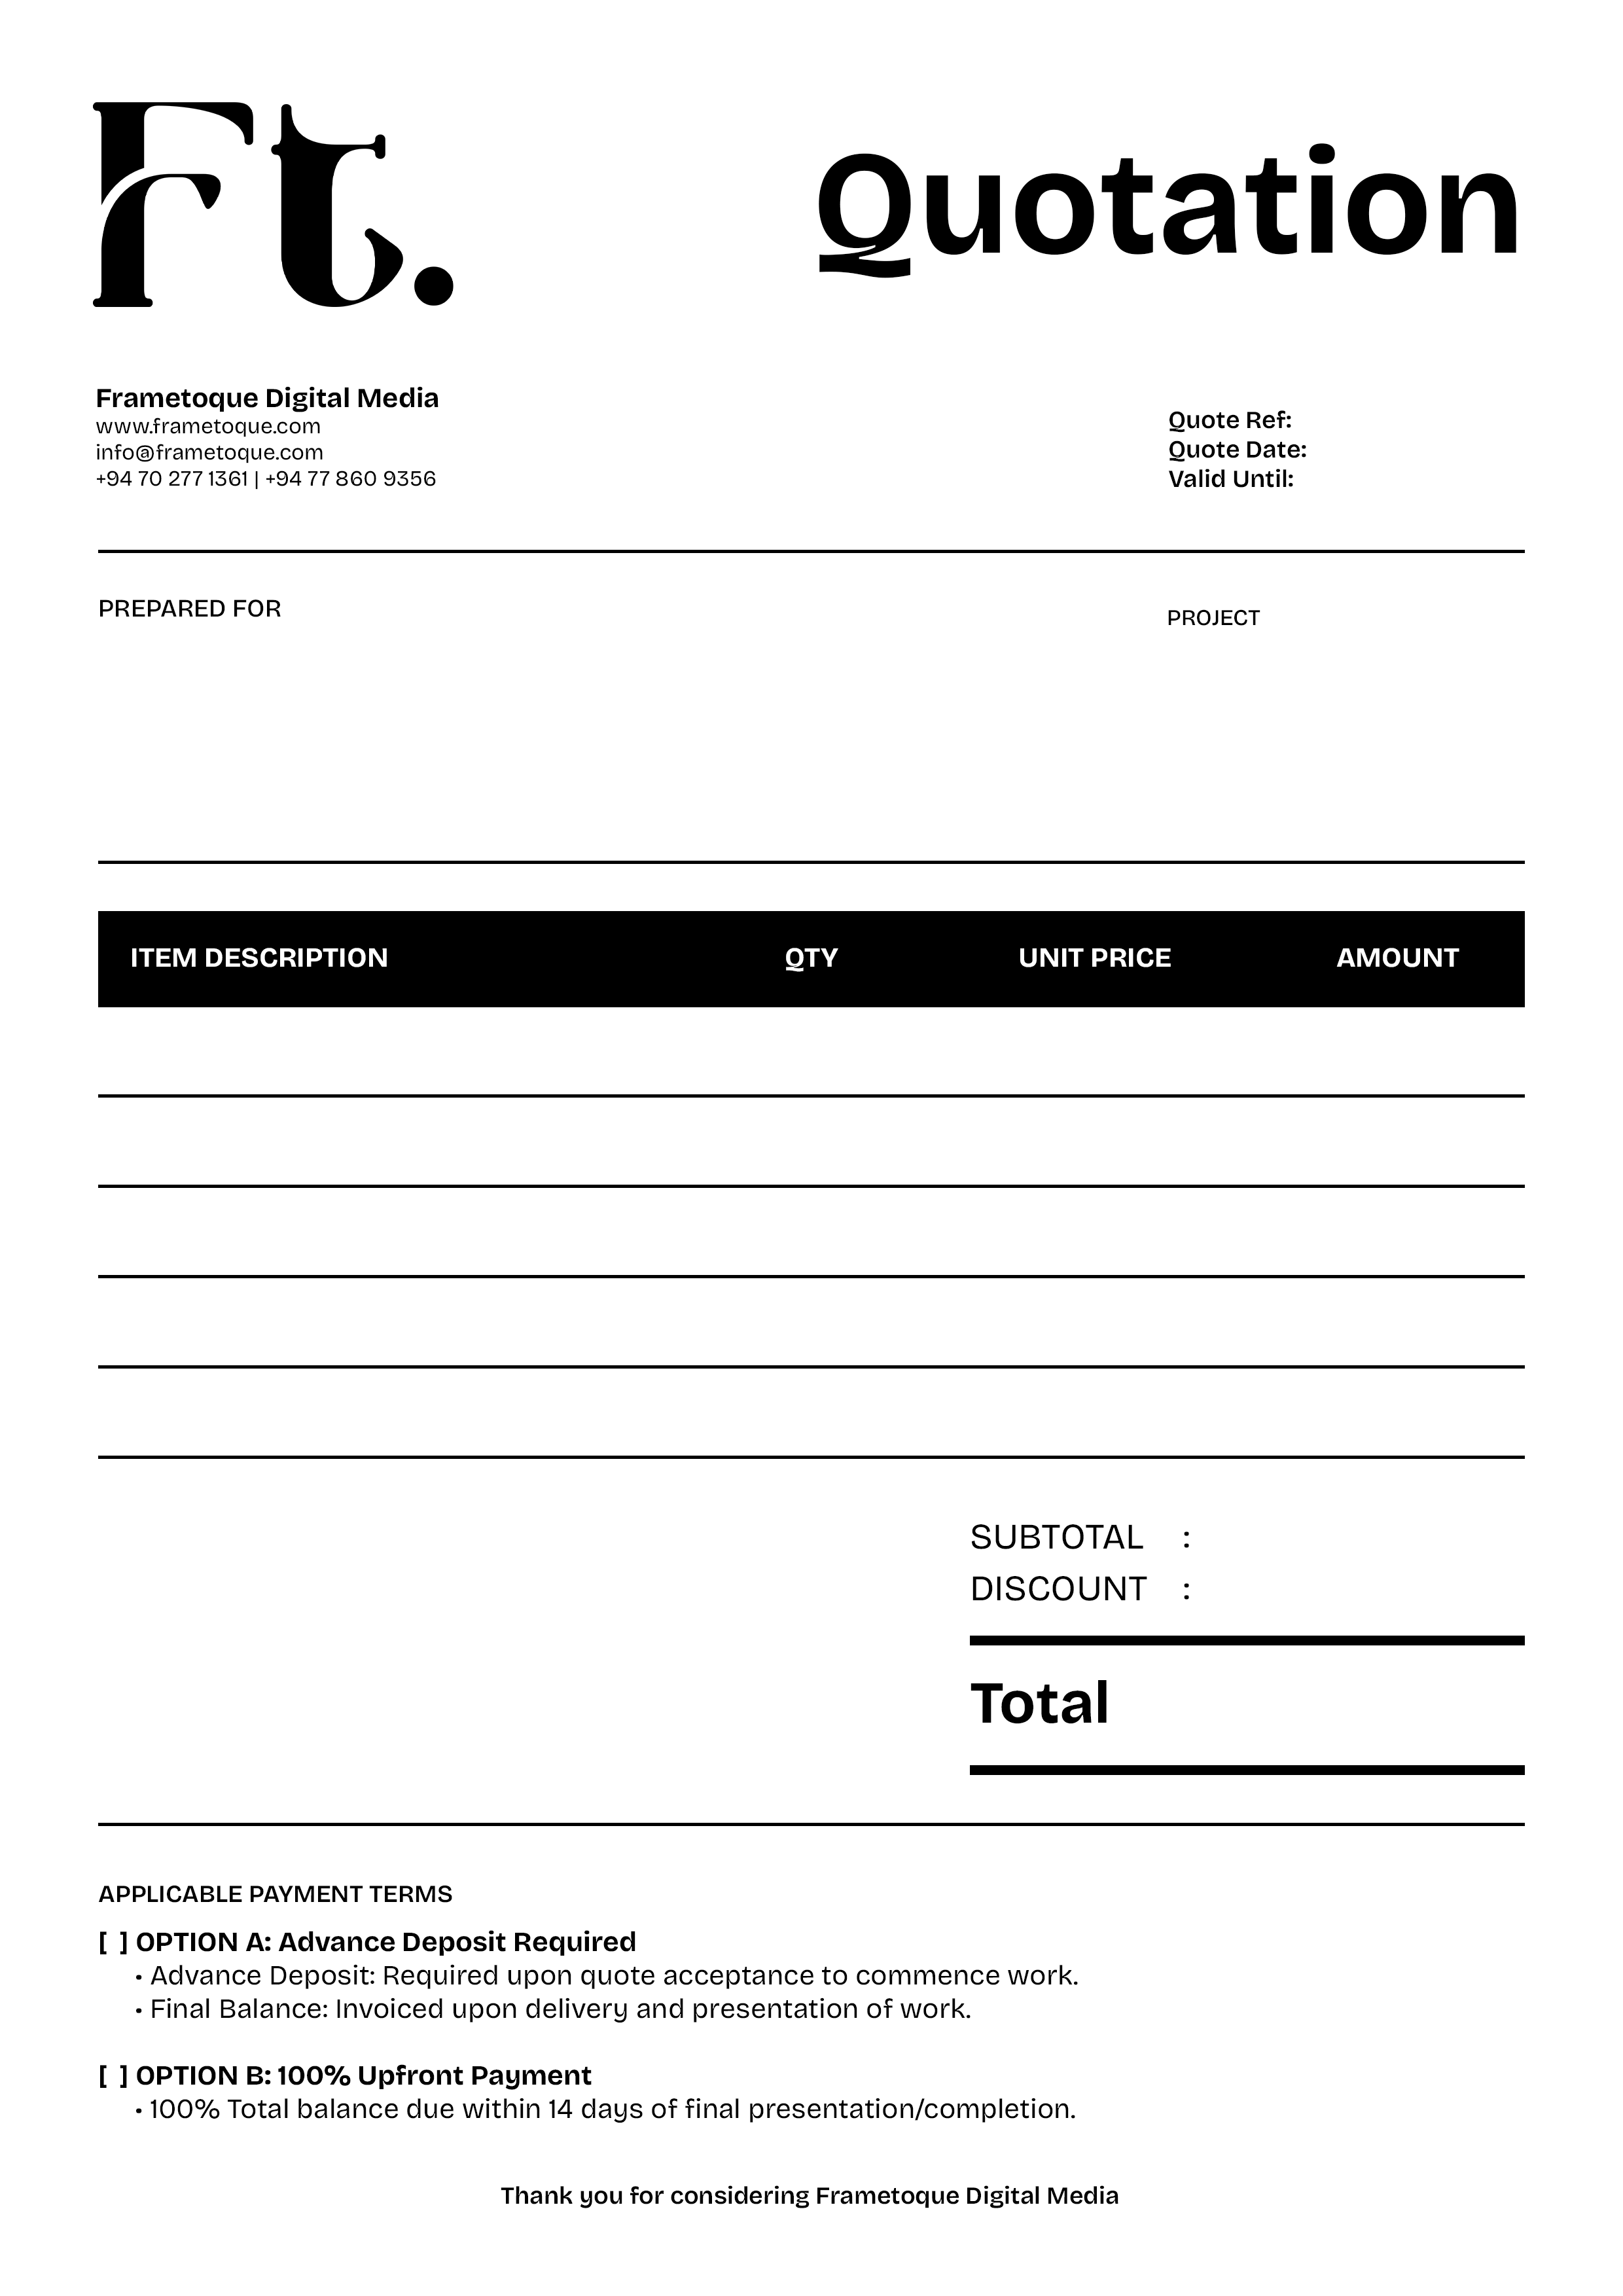 Ft.
Quotation
Frametoque Digital Media
www.frametoque.com
info@frametoque.com
+94 70 277 1361 | +94 77 860 9356
Quote Ref:
Quote Date:
Valid Until:
PREPARED FOR
PROJECT
ITEM DESCRIPTION QTY UNIT PRICE AMOUNT
SUBTOTAL :
DISCOUNT :
Total
APPLICABLE PAYMENT TERMS
[ ] OPTION A: Advance Deposit Required
• Advance Deposit: Required upon quote acceptance to commence work.
• Final Balance: Invoiced upon delivery and presentation of work.
[ ] OPTION B: 100% Upfront Payment
• 100% Total balance due within 14 days of final presentation/completion.
Thank you for considering Frametoque Digital Media